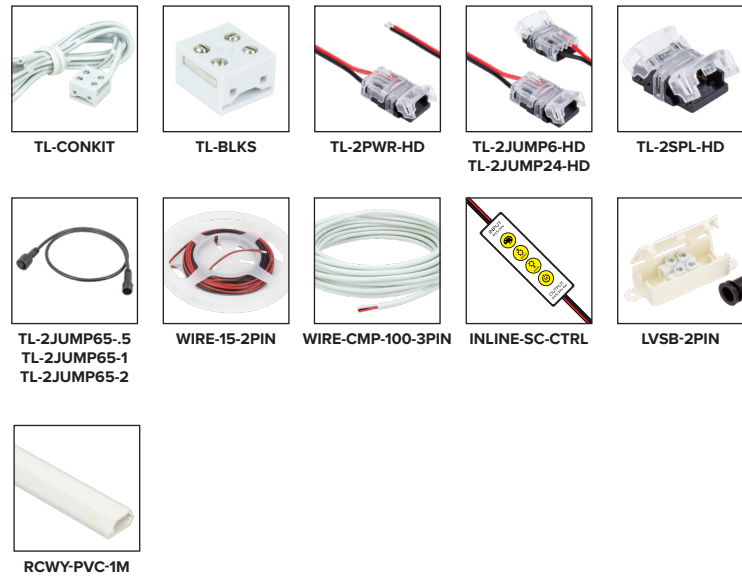 TL-CONKIT
TL-BLKS
TL-2PWR-HD
TL-2JUMP6-HD
TL-2JUMP24-HD
TL-2SPL-HD
TL-2JUMP65-.5
TL-2JUMP65-1
TL-2JUMP65-2
WIRE-15-2PIN
WIRE-CMP-100-3PIN
INPUT
OUTPUT
INLINE-SC-CTRL
LVSB-2PIN
RCWY-PVC-1M